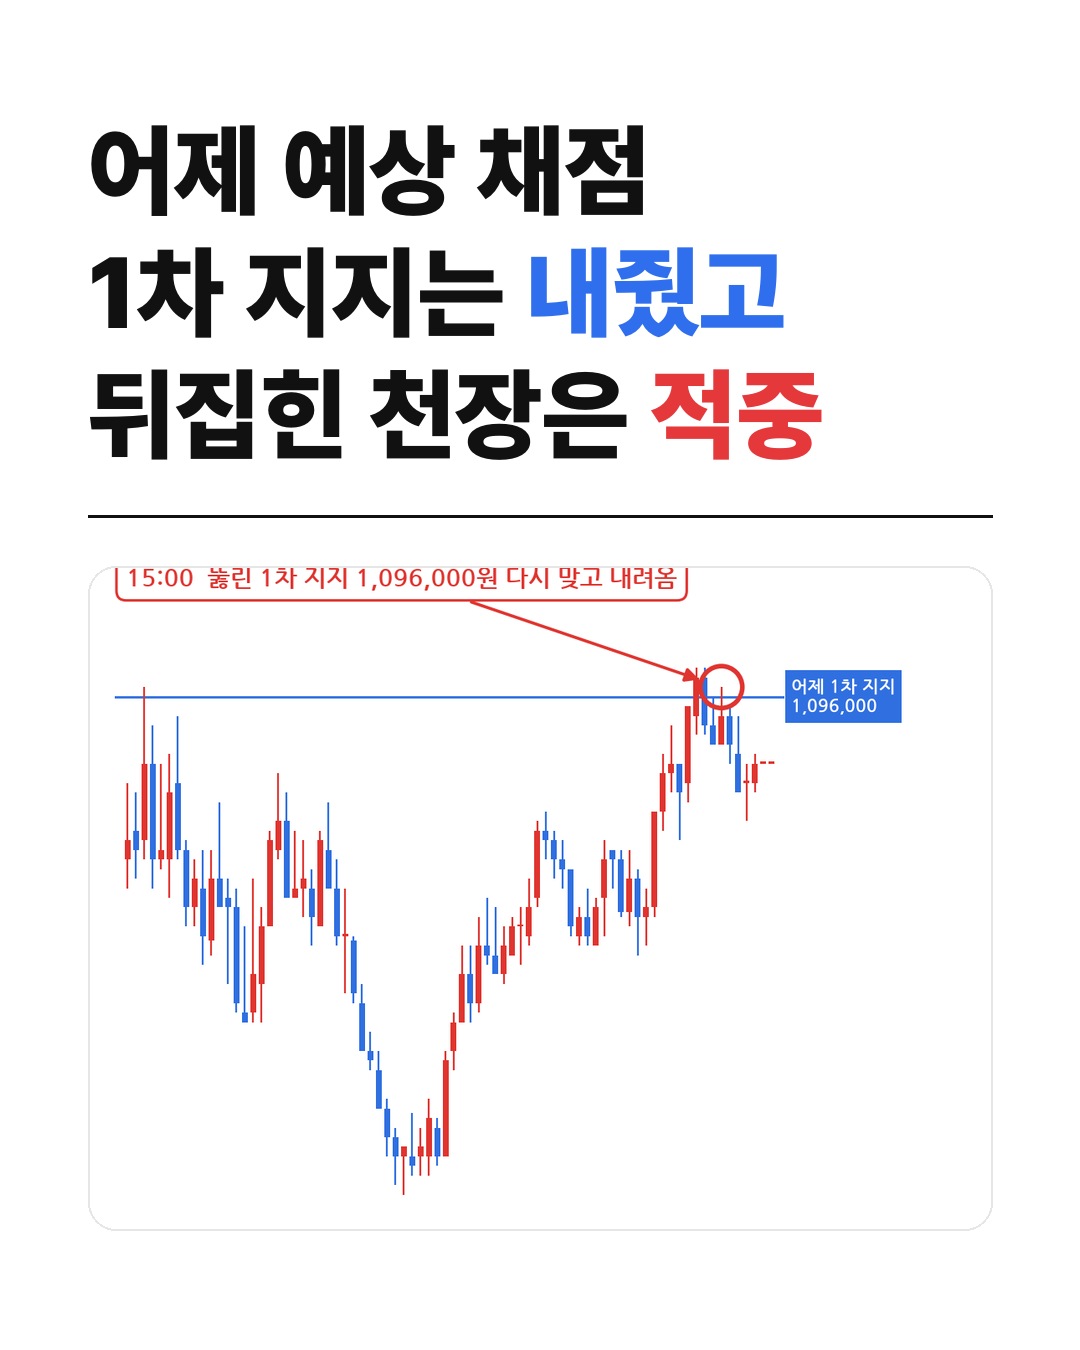 어제 예상 채점
1차 지지는 내줬고
뒤집힌 천장은 적중
15:00 뚫린 1차 지지 1,096,000원 다시 맞고 내려옴
어제 1차 지지
1,096,000